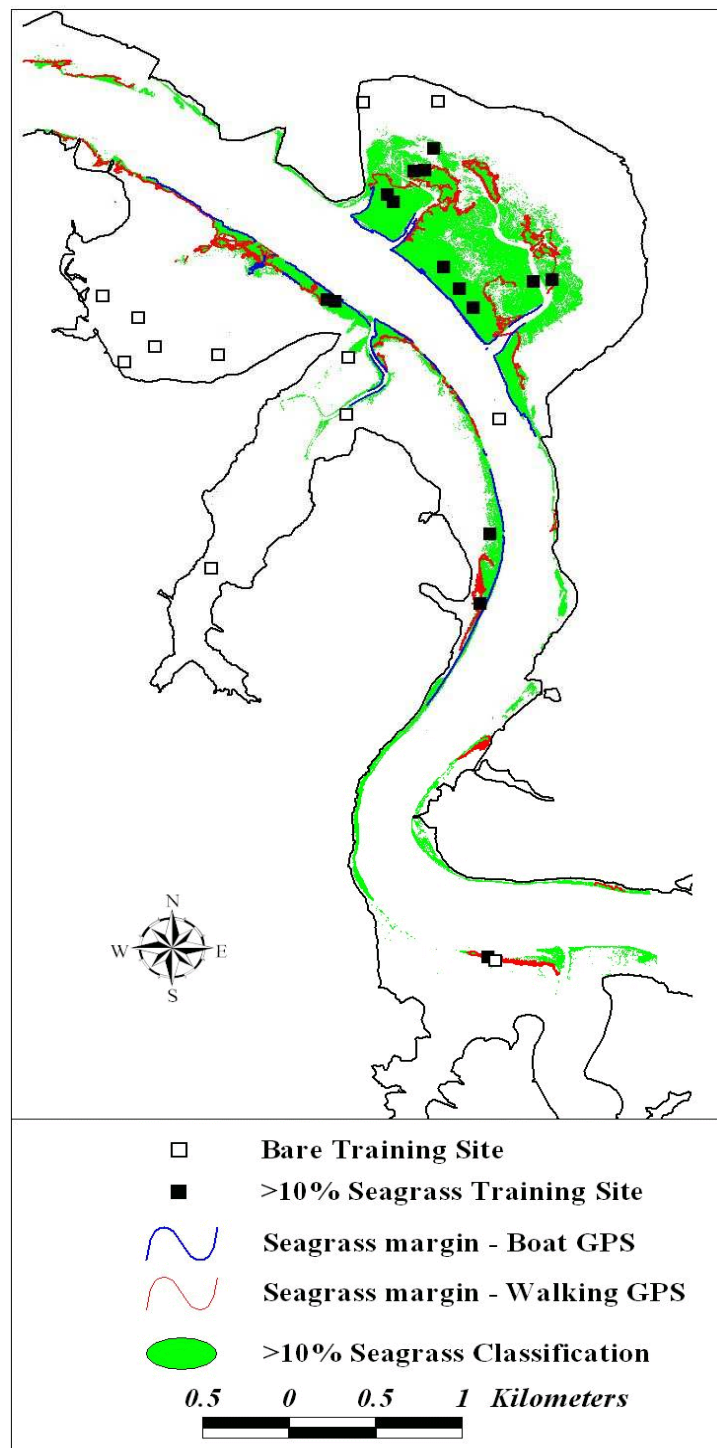 N
W E
S
Bare Training Site
>10% Seagrass Training Site
Seagrass margin - Boat GPS
Seagrass margin - Walking GPS
>10% Seagrass Classification
0.5 0 0.5 1 Kilometers